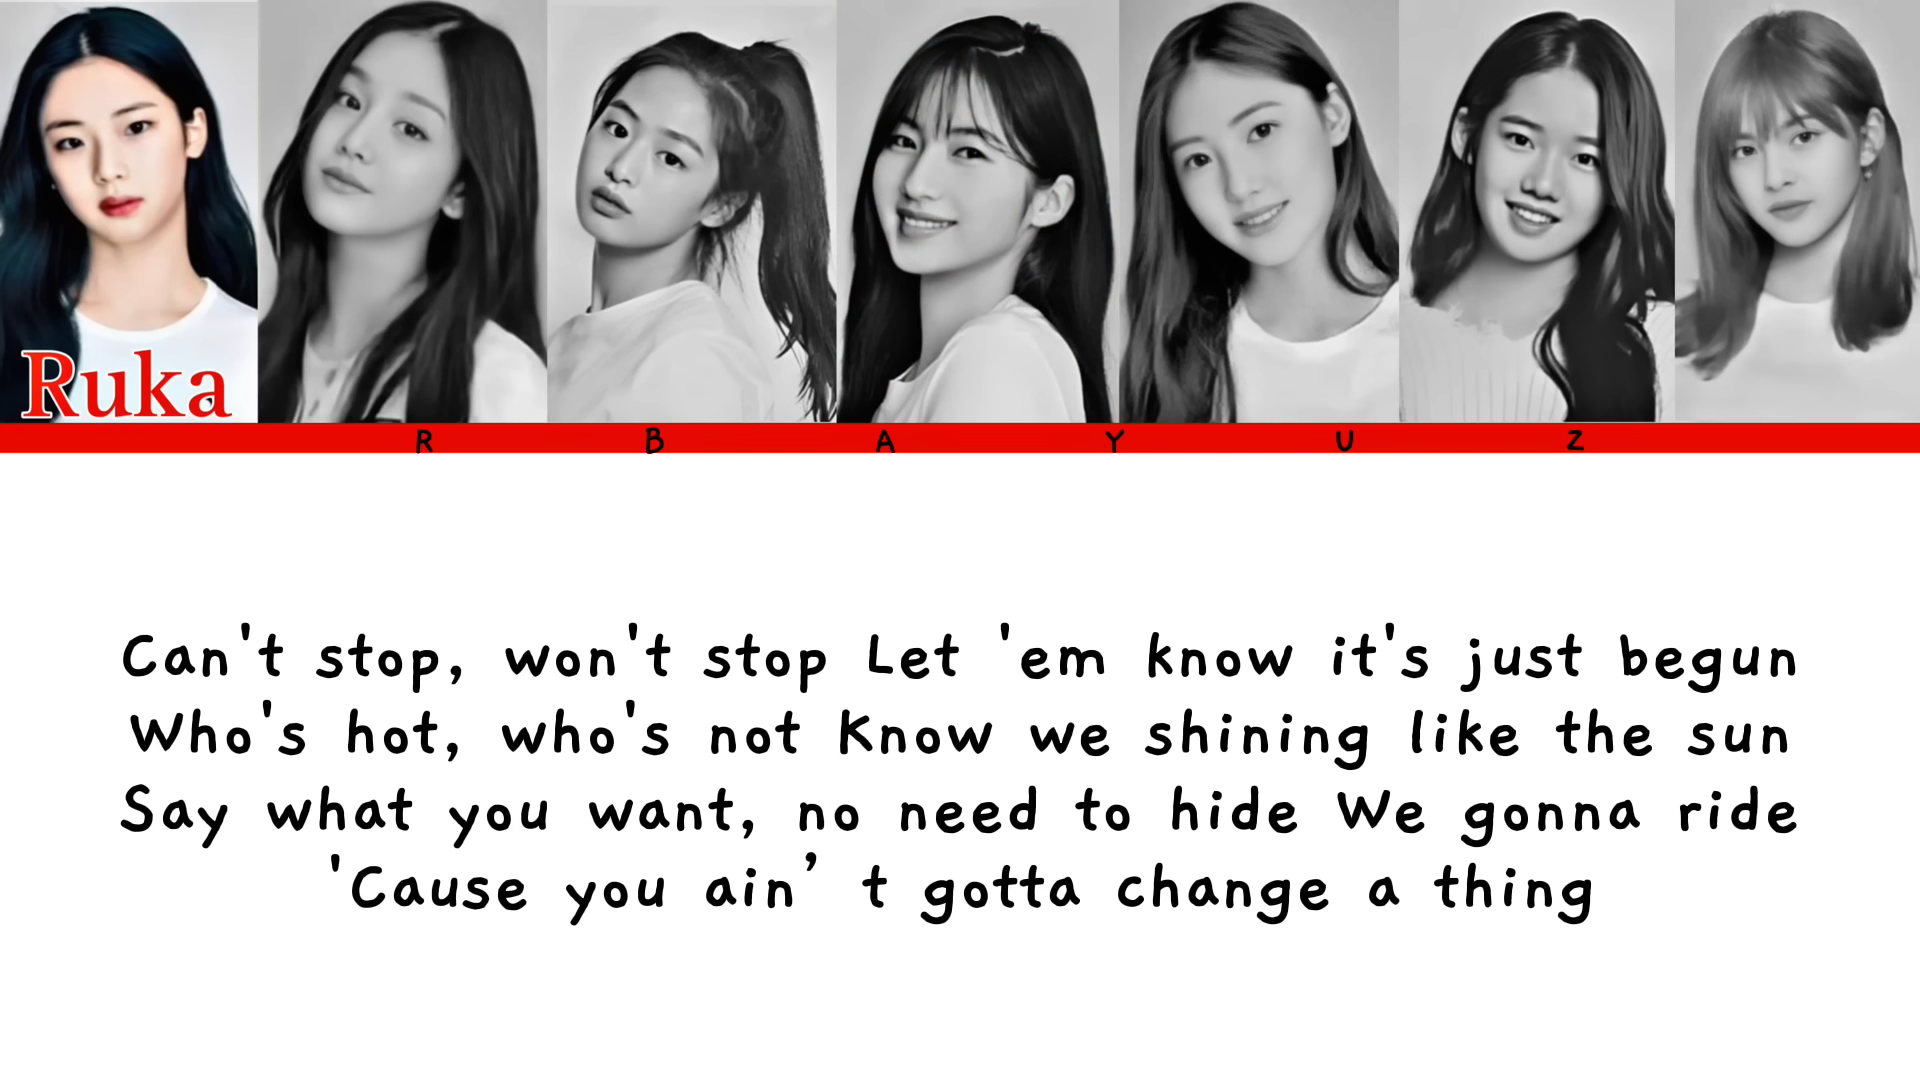 Ruka
R B A Y U Z
Can't stop, won't stop Let 'em know it's just begun
Who's hot, who's not Know we shining like the sun
Say what you want, no need to hide We gonna ride
'Cause you ain’ t gotta change a thing